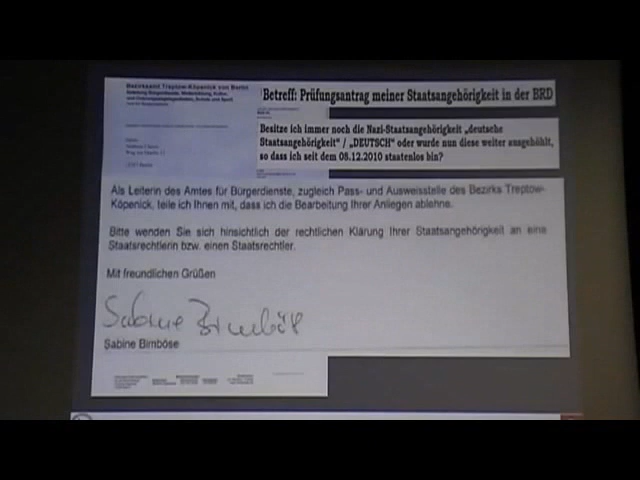 Bezirksamt Treptow-Köpenick von Berlin
Betreff: Prüfungsantrag meiner Staatsangehörigkeit in der BRD
Besitze ich immer noch die Nazi-Staatsangehörigkeit „deutsche
Staatsangehörigkeit“ / „DEUTSCH“ oder wurde nun diese weiter ausgehöhlt,
so dass ich seit dem 08.12.2010 staatenlos bin?
Als Leiterin des Amtes für Bürgerdienste, zugleich Pass- und Ausweisstelle des Bezirks Treptow-
Köpenick, teile ich Ihnen mit, dass ich die Bearbeitung Ihrer Anliegen ablehne.
Bitte wenden Sie sich hinsichtlich der rechtlichen Klärung Ihrer Staatsangehörigkeit an eine
Staatsrechtlerin bzw. einen Staatsrechtler.
Mit freundlichen Grüßen
Sabine Bimböse
Sabine Bimböse